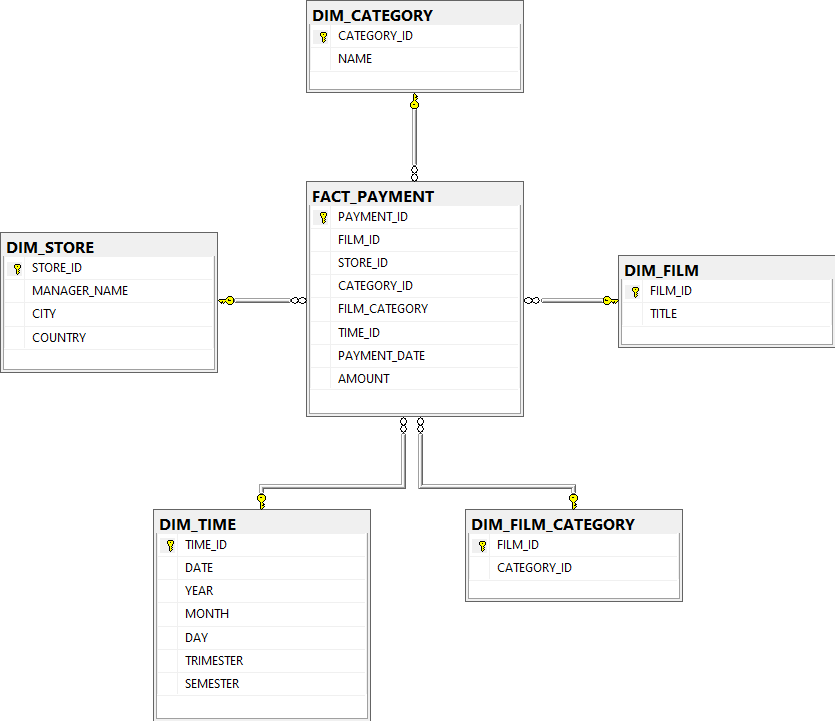 DIM_CATEGORY
CATEGORY_ID
NAME
FACT_PAYMENT
PAYMENT_ID
FILM_ID
STORE_ID
CATEGORY_ID
FILM_CATEGORY
TIME_ID
PAYMENT_DATE
AMOUNT
DIM_STORE
STORE_ID
MANAGER_NAME
CITY
COUNTRY
DIM_FILM
FILM_ID
TITLE
DIM_TIME
TIME_ID
DATE
YEAR
MONTH
DAY
TRIMESTER
SEMESTER
DIM_FILM_CATEGORY
FILM_ID
CATEGORY_ID